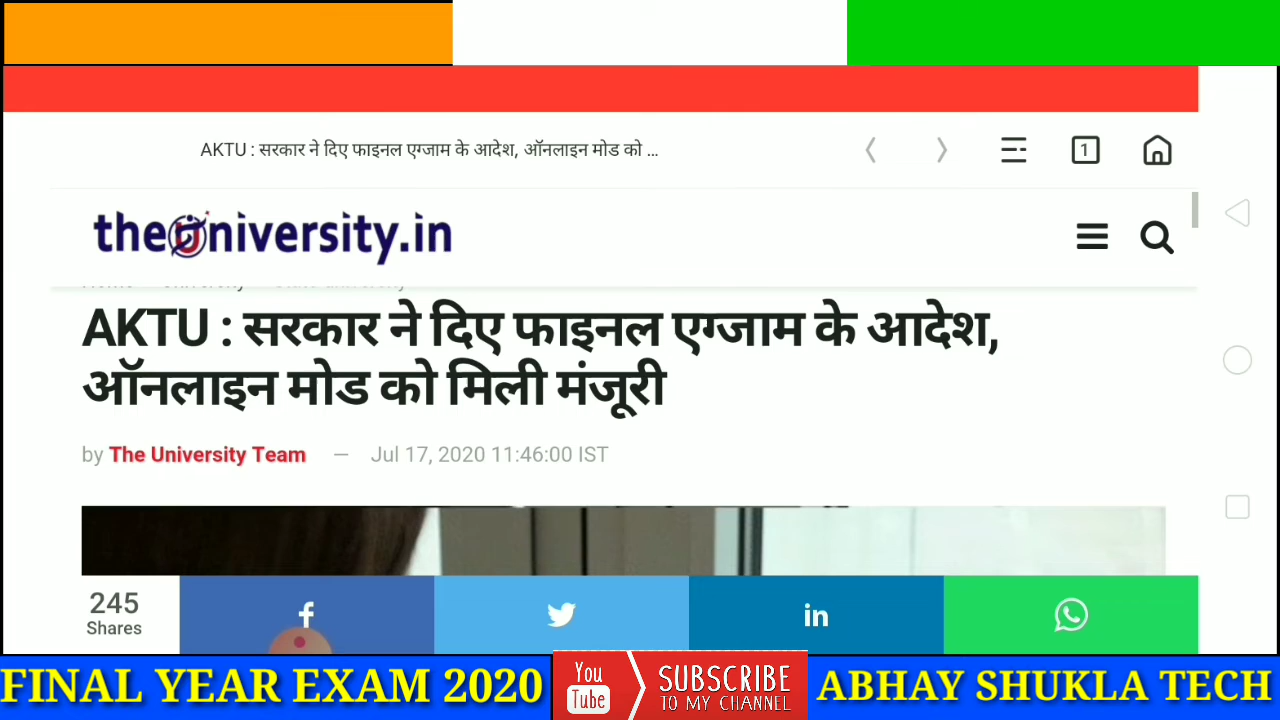 AKTU : सरकार ने दिए फाइनल एग्जाम के आदेश, ऑनलाइन मोड को ...
1
theUniversity.in
AKTU : सरकार ने दिए फाइनल एग्जाम के आदेश,
ऑनलाइन मोड को मिली मंजूरी
by The University Team — Jul 17, 2020 11:46:00 IST
245
Shares
FINAL YEAR EXAM 2020
You
Tube
SUBSCRIBE
TO MY CHANNEL
ABHAY SHUKLA TECH